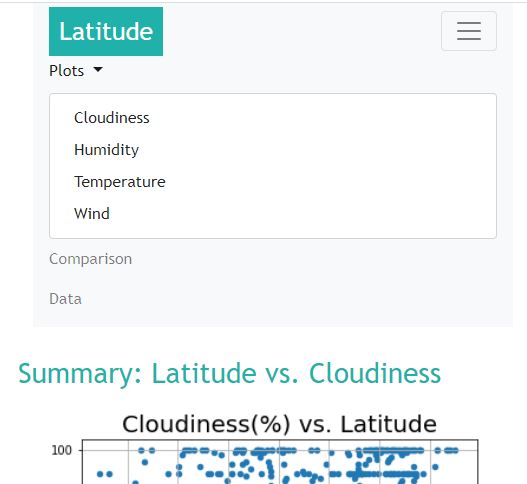 Latitude
Plots
Cloudiness
Humidity
Temperature
Wind
Comparison
Data
Summary: Latitude vs. Cloudiness
Cloudiness(%) vs. Latitude
100